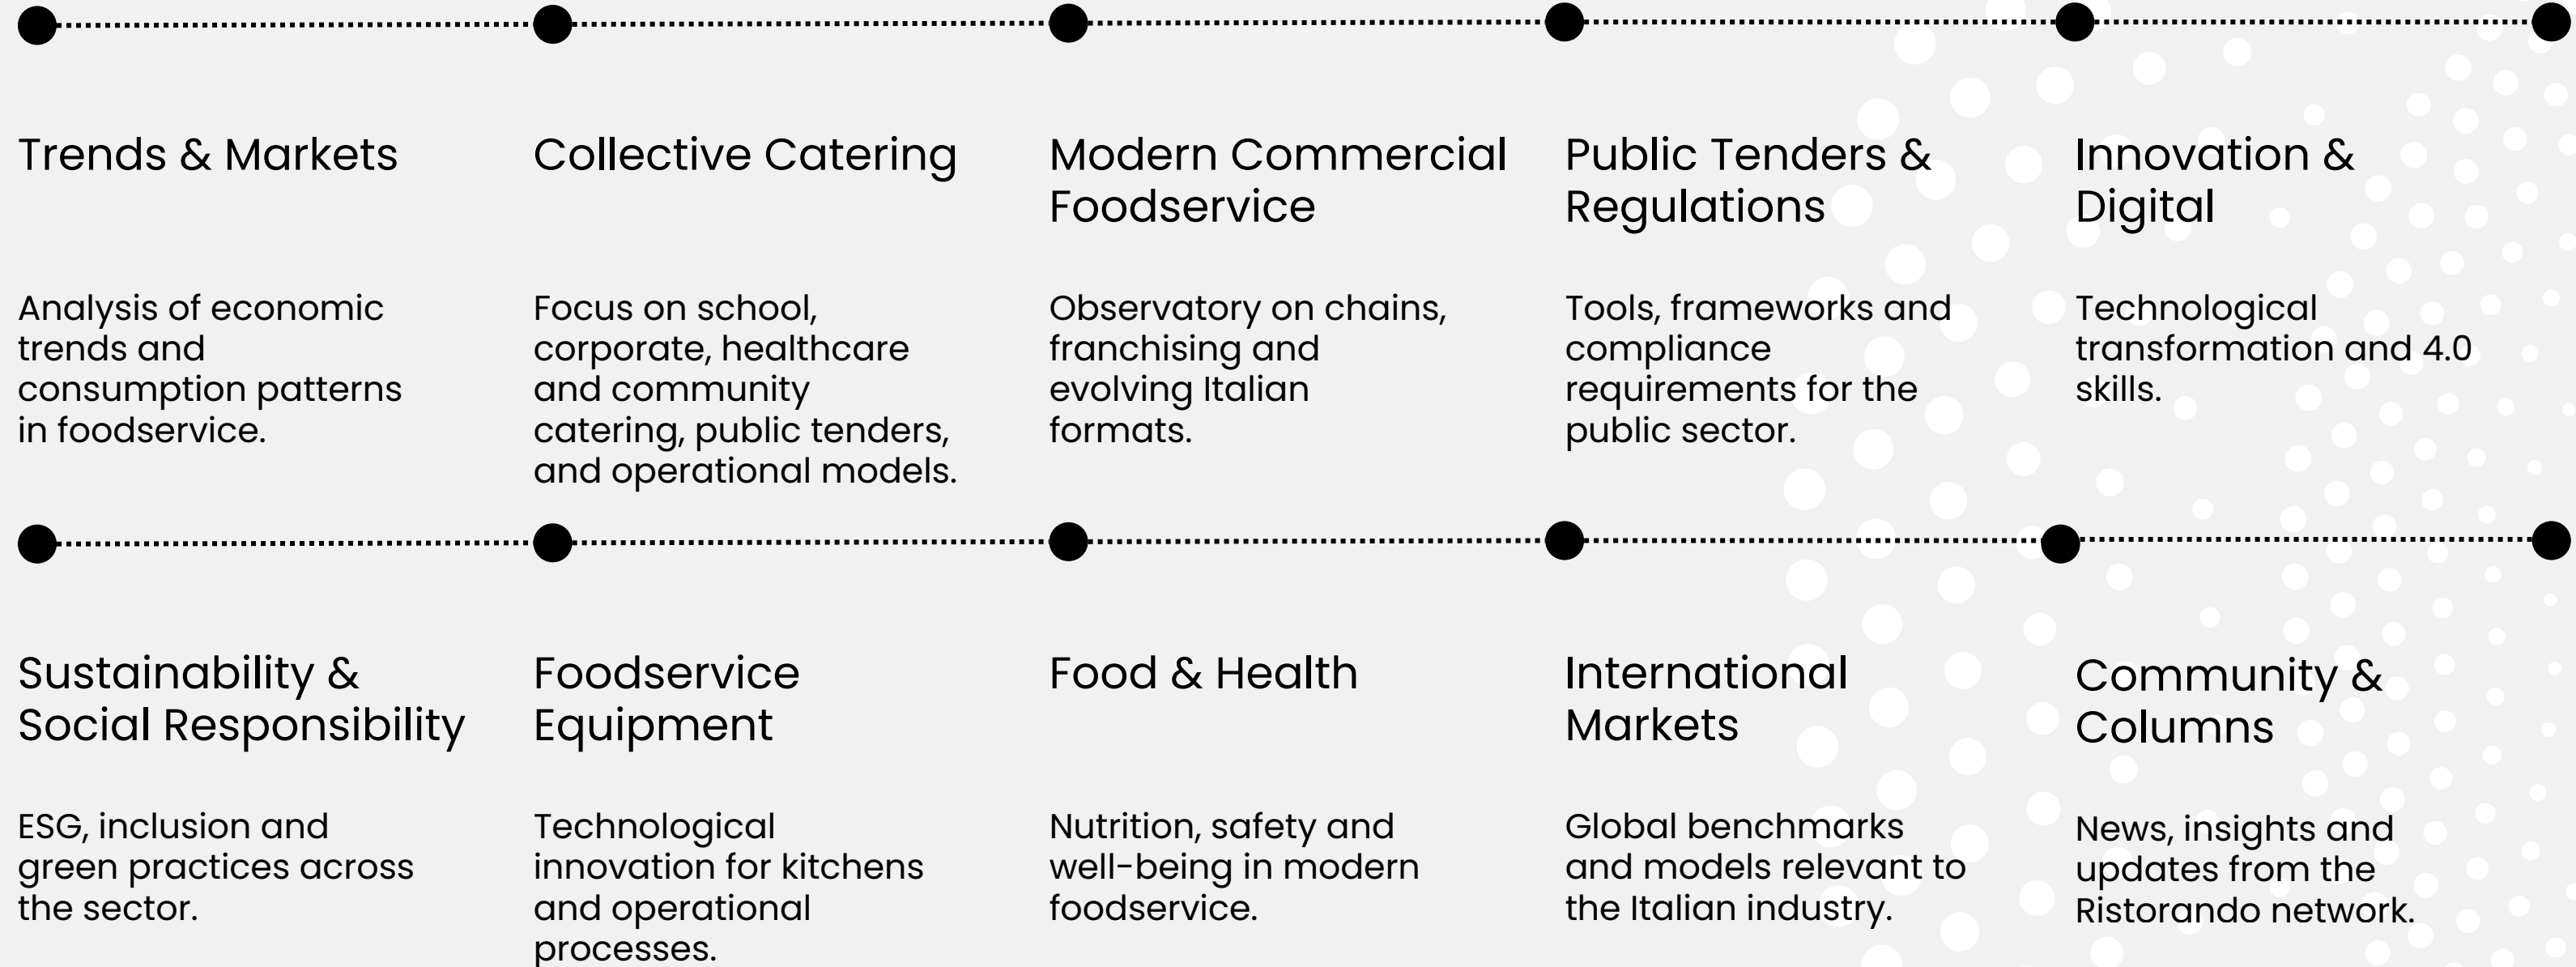 Trends & Markets
Analysis of economic
trends and
consumption patterns
in foodservice.
Collective Catering
Focus on school,
corporate, healthcare
and community
catering, public tenders,
and operational models.
Modern Commercial
Foodservice
Observatory on chains,
franchising and
evolving Italian
formats.
Public Tenders &
Regulations
Tools, frameworks and
compliance
requirements for the
public sector.
Innovation &
Digital
Technological
transformation and 4.0
skills.
Sustainability &
Social Responsibility
ESG, inclusion and
green practices across
the sector.
Foodservice
Equipment
Technological
innovation for kitchens
and operational
processes.
Food & Health
Nutrition, safety and
well-being in modern
foodservice.
International
Markets
Global benchmarks
and models relevant to
the Italian industry.
Community &
Columns
News, insights and
updates from the
Ristorando network.